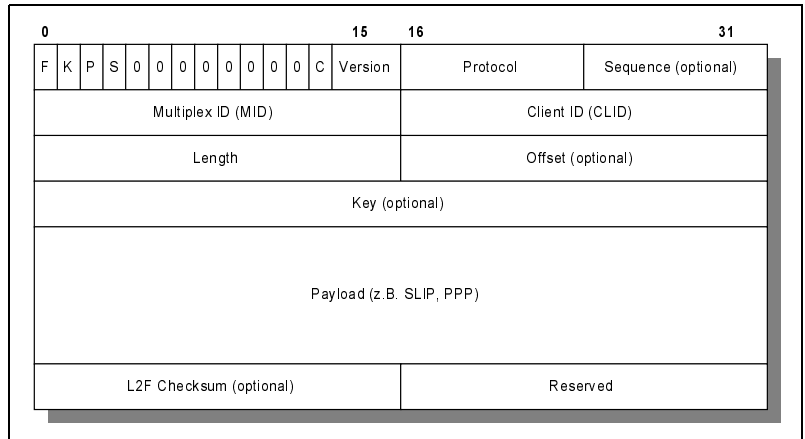 0 15 16 31
F K P S 0 0 0 0 0 0 0 0 C Version Protocol Sequence (optional)
Multiplex ID (MID) Client ID (CLID)
Length Offset (optional)
Key (optional)
Payload (z.B. SLIP, PPP)
L2F Checksum (optional) Reserved